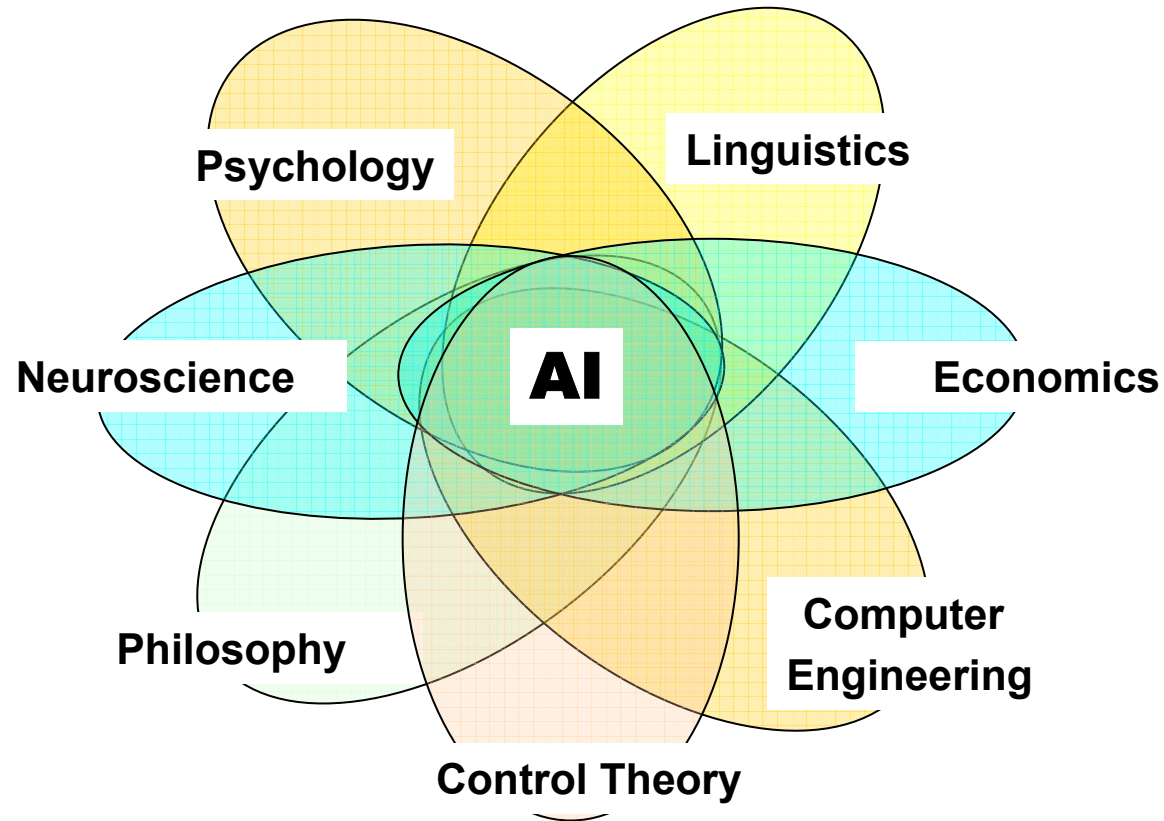 Linguistics
Psychology
AI
Neuroscience
Economics
Computer
Engineering
Philosophy
Control Theory